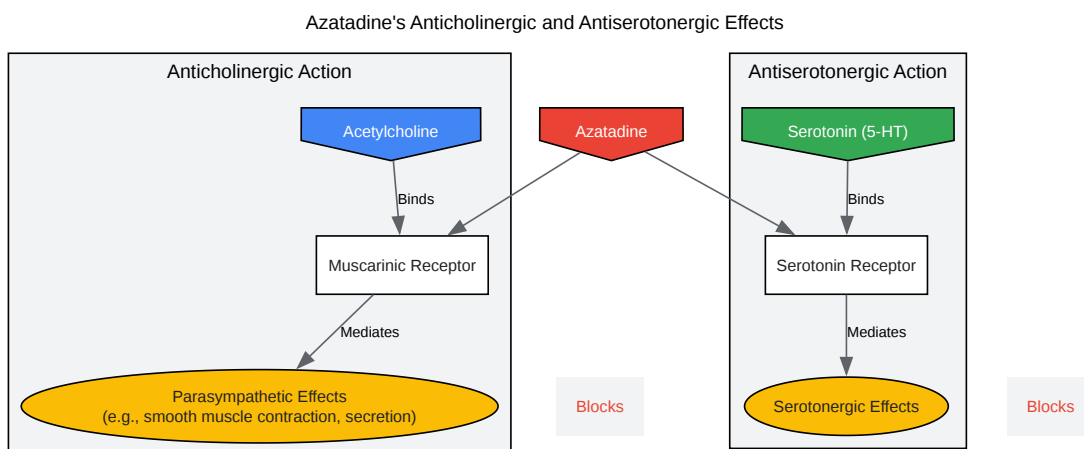 Azatadine's Anticholinergic and Antiserotonergic Effects
Anticholinergic Action
Antiserotonergic Action
Acetylcholine
Azatadine
Serotonin (5-HT)
Binds
Binds
Muscarinic Receptor
Serotonin Receptor
Mediates
Mediates
Parasympathetic Effects
(e.g., smooth muscle contraction, secretion)
Blocks
Serotonergic Effects
Blocks